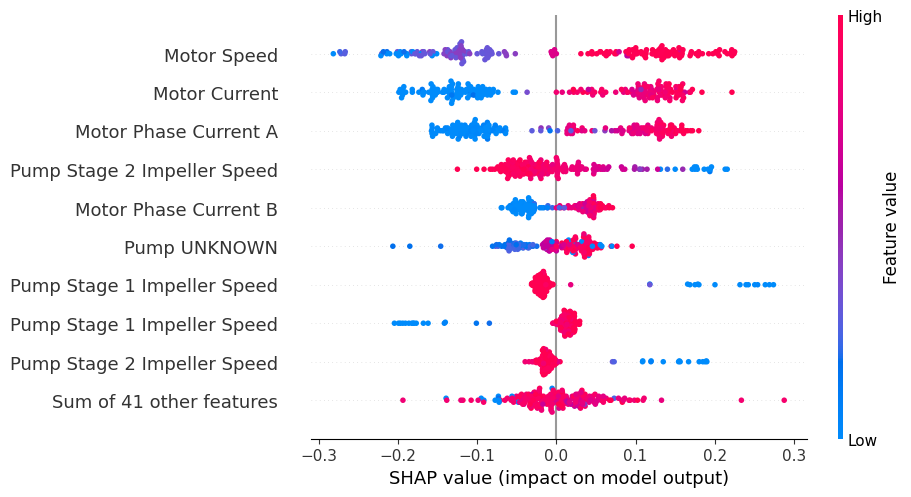 High
Motor Speed
Motor Current
Motor Phase Current A
Pump Stage 2 Impeller Speed
Motor Phase Current B
Pump UNKNOWN
Pump Stage 1 Impeller Speed
Pump Stage 1 Impeller Speed
Pump Stage 2 Impeller Speed
Sum of 41 other features
Feature value
Low
−0.3 −0.2 −0.1 0.0 0.1 0.2 0.3
SHAP value (impact on model output)